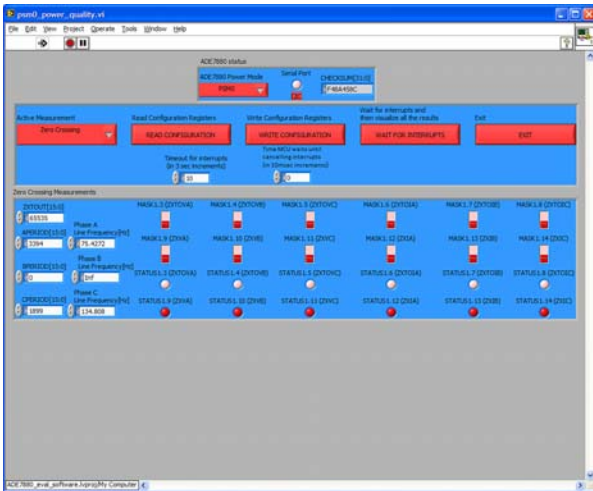 psm0_power_quality.vi
File Edit View Project Operate Tools Window Help
ADE7880 status
ADE7880 Power Mode Serial Port CHECKSUM[31:0]
PSM0 F48A458C
Active Measurement Read Configuration Registers Write Configuration Registers Wait for interrupts and then visualize all the results Exit
Zero Crossing READ CONFIGURATION WRITE CONFIGURATION WAIT FOR INTERRUPTS EXIT
Timeout for interrupts
(in 3 sec increments)
10
Time MCU waits until
cancelling interrupts
(in 10msec increments)
0
Zero Crossing Measurements
ZXTOUT[15:0] MASK1.3 (ZXTOVA) MASK1.4 (ZXTOVB) MASK1.5 (ZXTOVC) MASK1.6 (ZXTOIA) MASK1.7 (ZXTOIB) MASK1.8 (ZXTOIC)
65535
Phase A
APERIOD[15:0] Line Frequency[Hz] MASK1.9 (ZXVA) MASK1.10 (ZXVB) MASK1.11 (ZXVC) MASK1.12 (ZXIA) MASK1.13 (ZXIB) MASK1.14 (ZXIC)
3394 75.4272
Phase B
BPERIOD[15:0] Line Frequency[Hz] STATUS1.3 (ZXTOVA) STATUS1.4 (ZXTOVB) STATUS1.5 (ZXTOVC) STATUS1.6 (ZXTOIA) STATUS1.7 (ZXTOIB) STATUS1.8 (ZXTOIC)
0 Inf
Phase C
CPERIOD[15:0] Line Frequency[Hz] STATUS1.9 (ZXVA) STATUS1.10 (ZXVB) STATUS1.11 (ZXVC) STATUS1.12 (ZXIA) STATUS1.13 (ZXIB) STATUS1.14 (ZXIC)
1899 134.808
ADE7880_eval_software.lvproj/My Computer